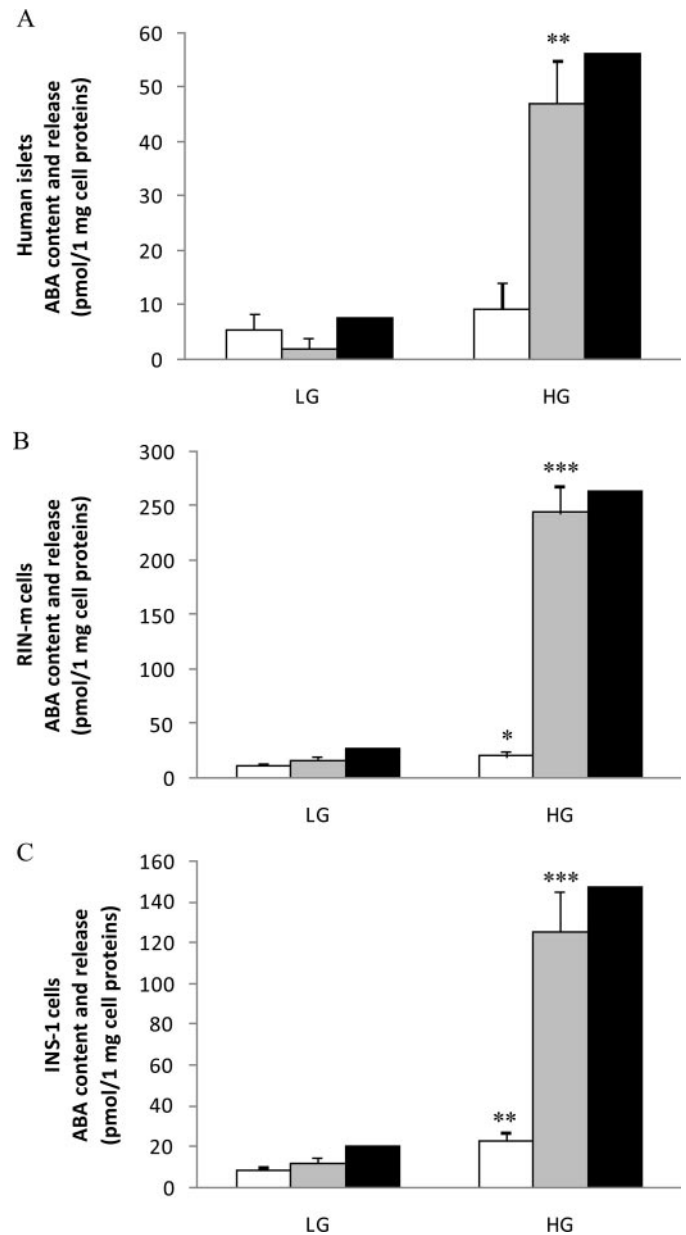 A
Human islets
ABA content and release
(pmol/1 mg cell proteins)
60
50
40
30
20
10
0
**
LG
HG
B
RIN-m cells
ABA content and release
(pmol/1 mg cell proteins)
300
250
200
150
100
50
0
*
***
LG
HG
C
INS-1 cells
ABA content and release
(pmol/1 mg cell proteins)
160
140
120
100
80
60
40
20
0
**
***
LG
HG